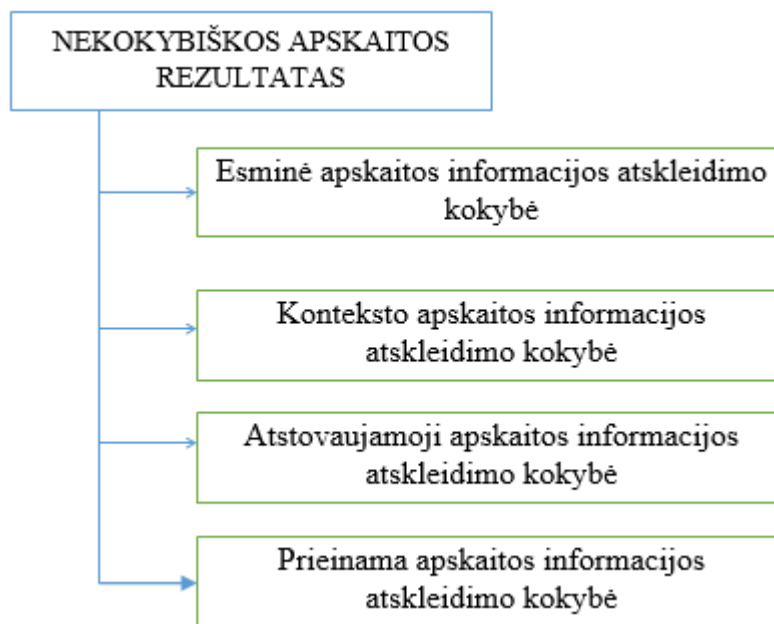 NEKOKYBIŠKOS APSKAITOS
REZULTATAS
Esminė apskaitos informacijos atskleidimo
kokybė
Konteksto apskaitos informacijos
atskleidimo kokybė
Atstovaujamoji apskaitos informacijos
atskleidimo kokybė
Prieinama apskaitos informacijos
atskleidimo kokybė